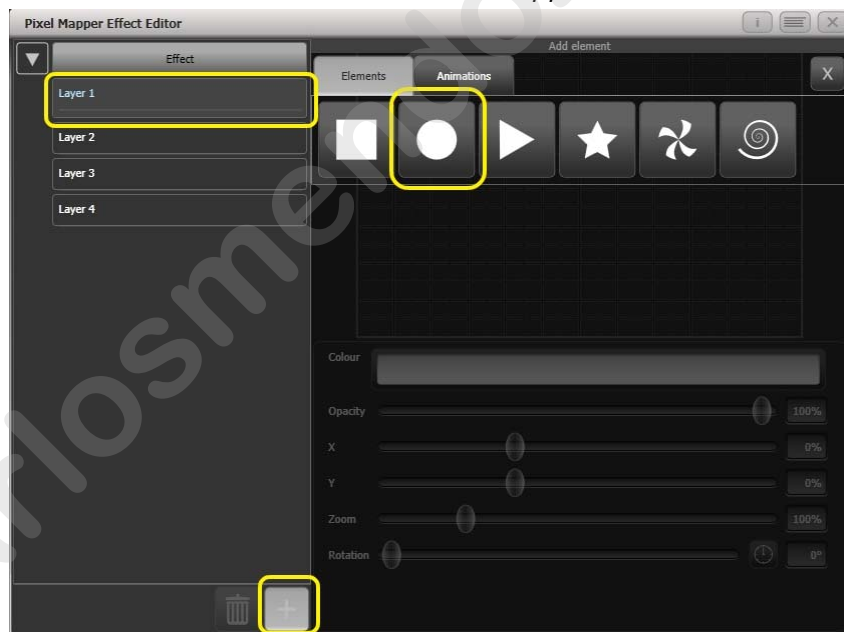 Pixel Mapper Effect Editor
Add element
Effect
Elements
Animations
X
Layer 1
Layer 2
Layer 3
Layer 4
Colour
Opacity 100%
X 0%
Y 0%
Zoom 100%
Rotation 0°
rlosmendo